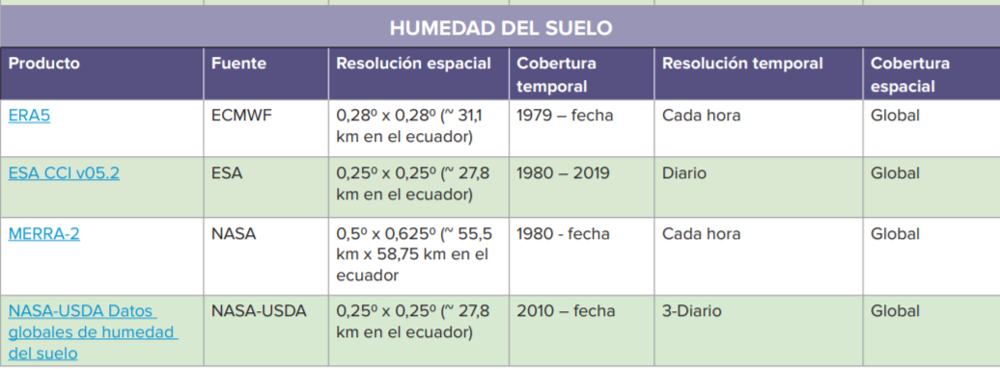 HUMEDAD DEL SUELO
Producto Fuente Resolución espacial Cobertura temporal Resolución temporal Cobertura espacial
ERA5 ECMWF 0,28º x 0,28º (~ 31,1 km en el ecuador) 1979 – fecha Cada hora Global
ESA CCI v05.2 ESA 0,25º x 0,25º (~ 27,8 km en el ecuador) 1980 – 2019 Diario Global
MERRA-2 NASA 0,5º x 0,625º (~ 55,5 km x 58,75 km en el ecuador 1980 - fecha Cada hora Global
NASA-USDA Datos globales de humedad del suelo NASA-USDA 0,25º x 0,25º (~ 27,8 km en el ecuador) 2010 – fecha 3-Diario Global